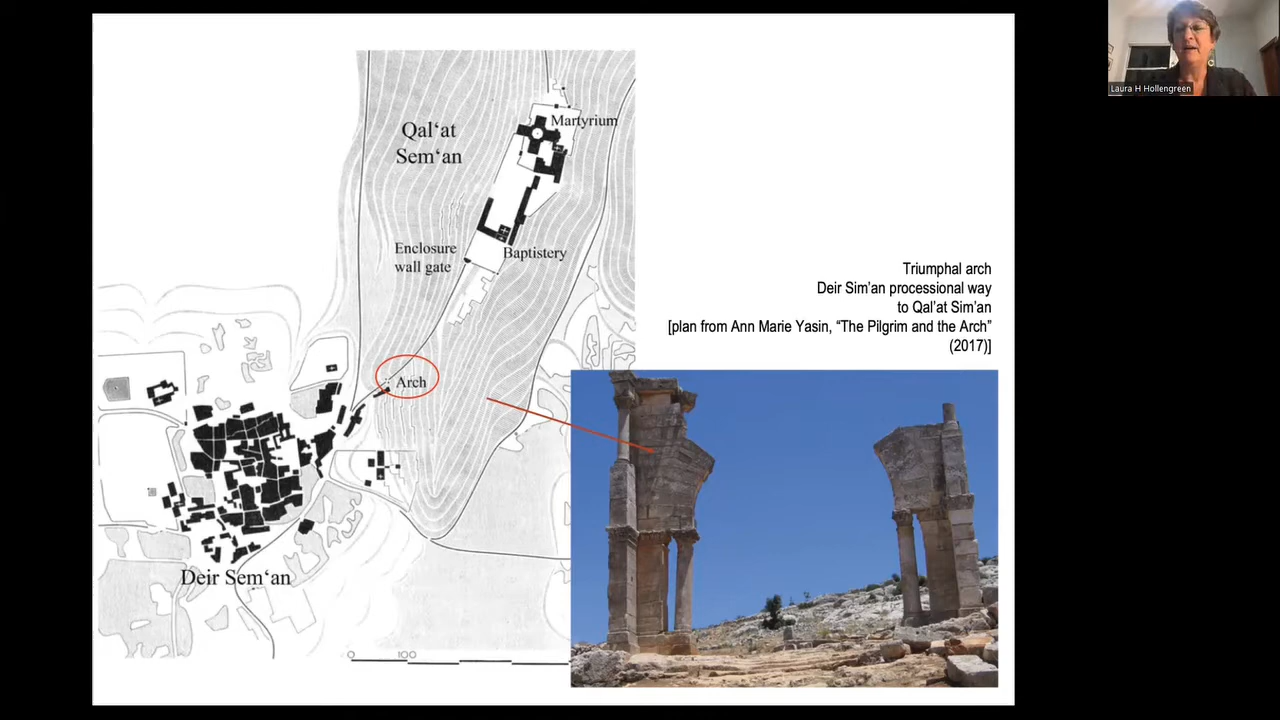 Laura H Hollengreen
Qal‘at
Sem‘an
Martyrium
Enclosure
wall gate
Baptistery
Arch
Deir Sem‘an
0 100
Triumphal arch
Deir Sim’an processional way
to Qal’at Sim’an
[plan from Ann Marie Yasin, “The Pilgrim and the Arch”
(2017)]